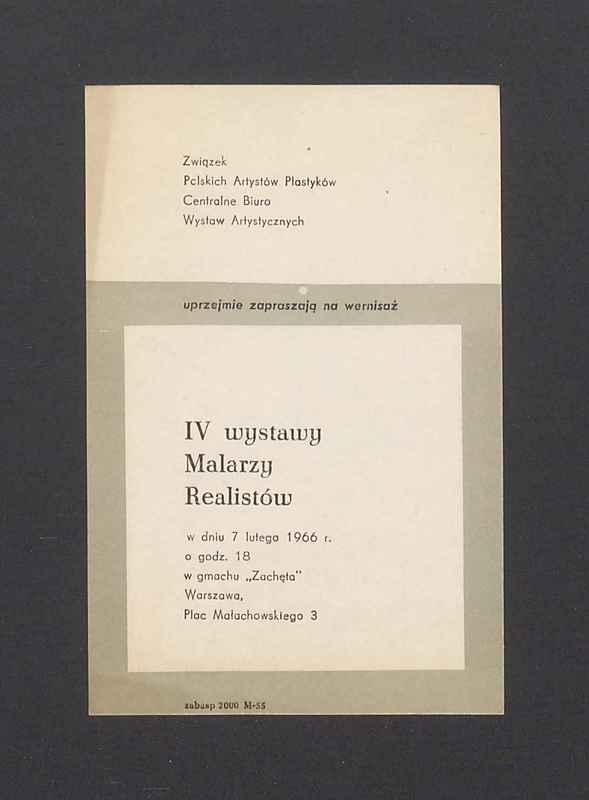 Związek
Polskich Artystów Plastyków
Centralne Biuro
Wystaw Artystycznych
uprzejmie zapraszają na wernisaż
IV wystawy
Malarzy
Realistów
w dniu 7 lutego 1966 r.
o godz. 18
w gmachu „Zachęta"
Warszawa,
Plac Małachowskiego 3
zabusp 2000 M-55